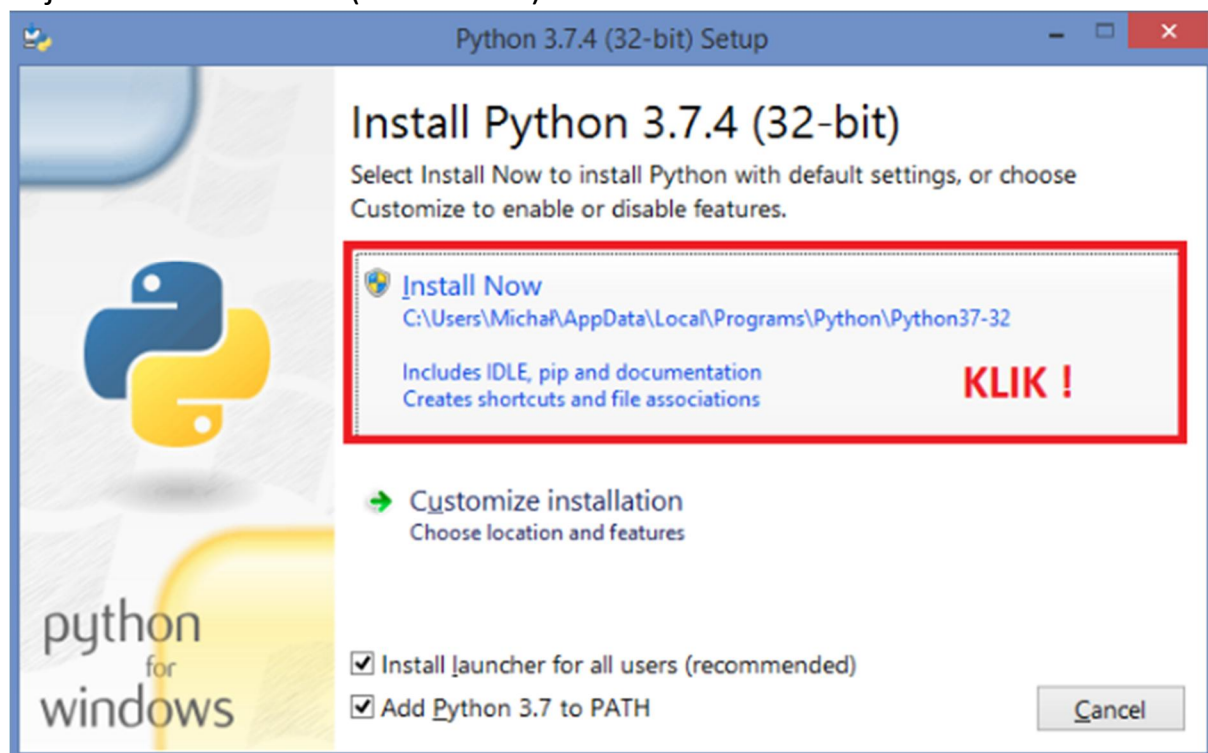 Python 3.7.4 (32-bit) Setup
Install Python 3.7.4 (32-bit)
Select Install Now to install Python with default settings, or choose
Customize to enable or disable features.
Install Now
C:\Users\Michał\AppData\Local\Programs\Python\Python37-32
Includes IDLE, pip and documentation
Creates shortcuts and file associations
KLIK !
Customize installation
Choose location and features
python
for
windows
Install launcher for all users (recommended)
Add Python 3.7 to PATH
Cancel